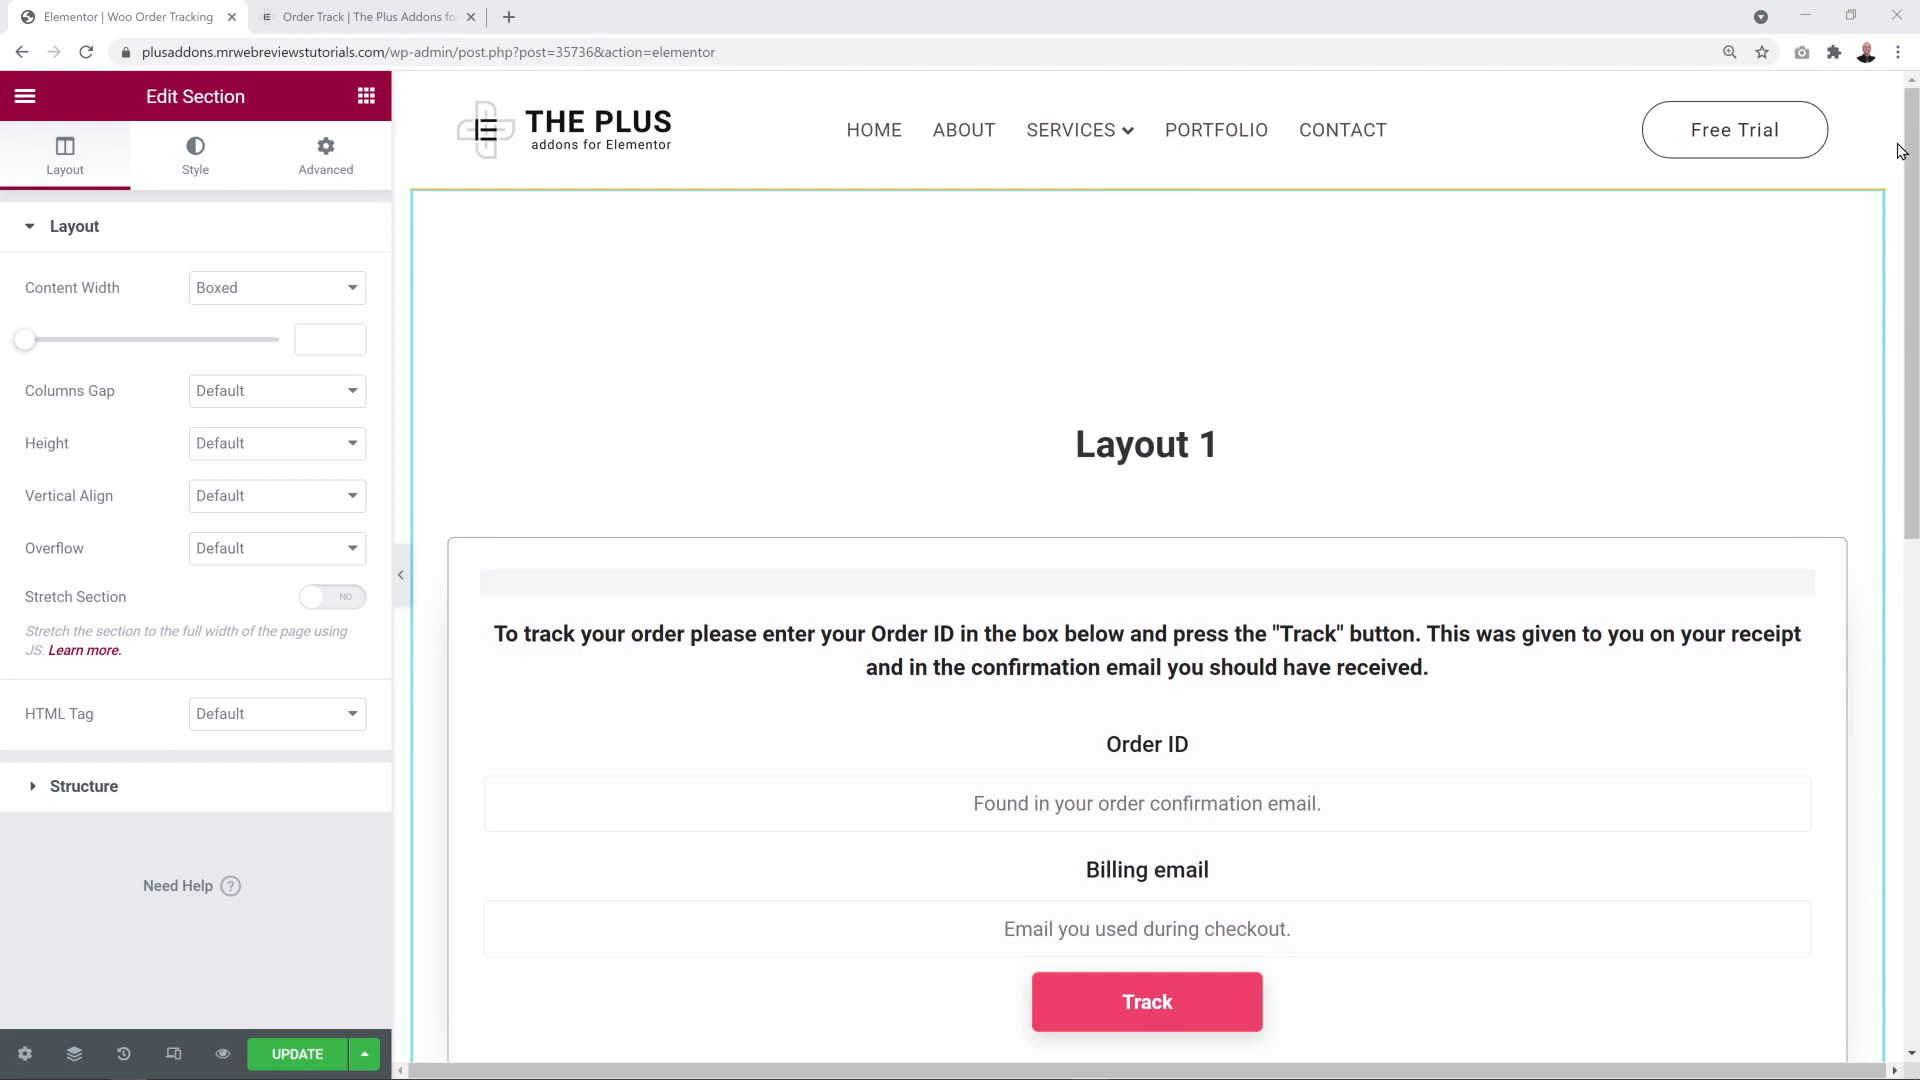 Elementor | Woo Order Tracking
Order Track | The Plus Addons fo
plusaddons.mrwebreviewstutorials.com/wp-admin/post.php?post=35736&action=elementor
Edit Section
Layout
Style
Advanced
Layout
Content Width
Boxed
Columns Gap
Default
Height
Default
Vertical Align
Default
Overflow
Default
Stretch Section
NO
Stretch the section to the full width of the page using
JS. Learn more.
HTML Tag
Default
Structure
Need Help ?
UPDATE
THE PLUS
addons for Elementor
HOME
ABOUT
SERVICES
PORTFOLIO
CONTACT
Free Trial
Layout 1
To track your order please enter your Order ID in the box below and press the "Track" button. This was given to you on your receipt
and in the confirmation email you should have received.
Order ID
Found in your order confirmation email.
Billing email
Email you used during checkout.
Track